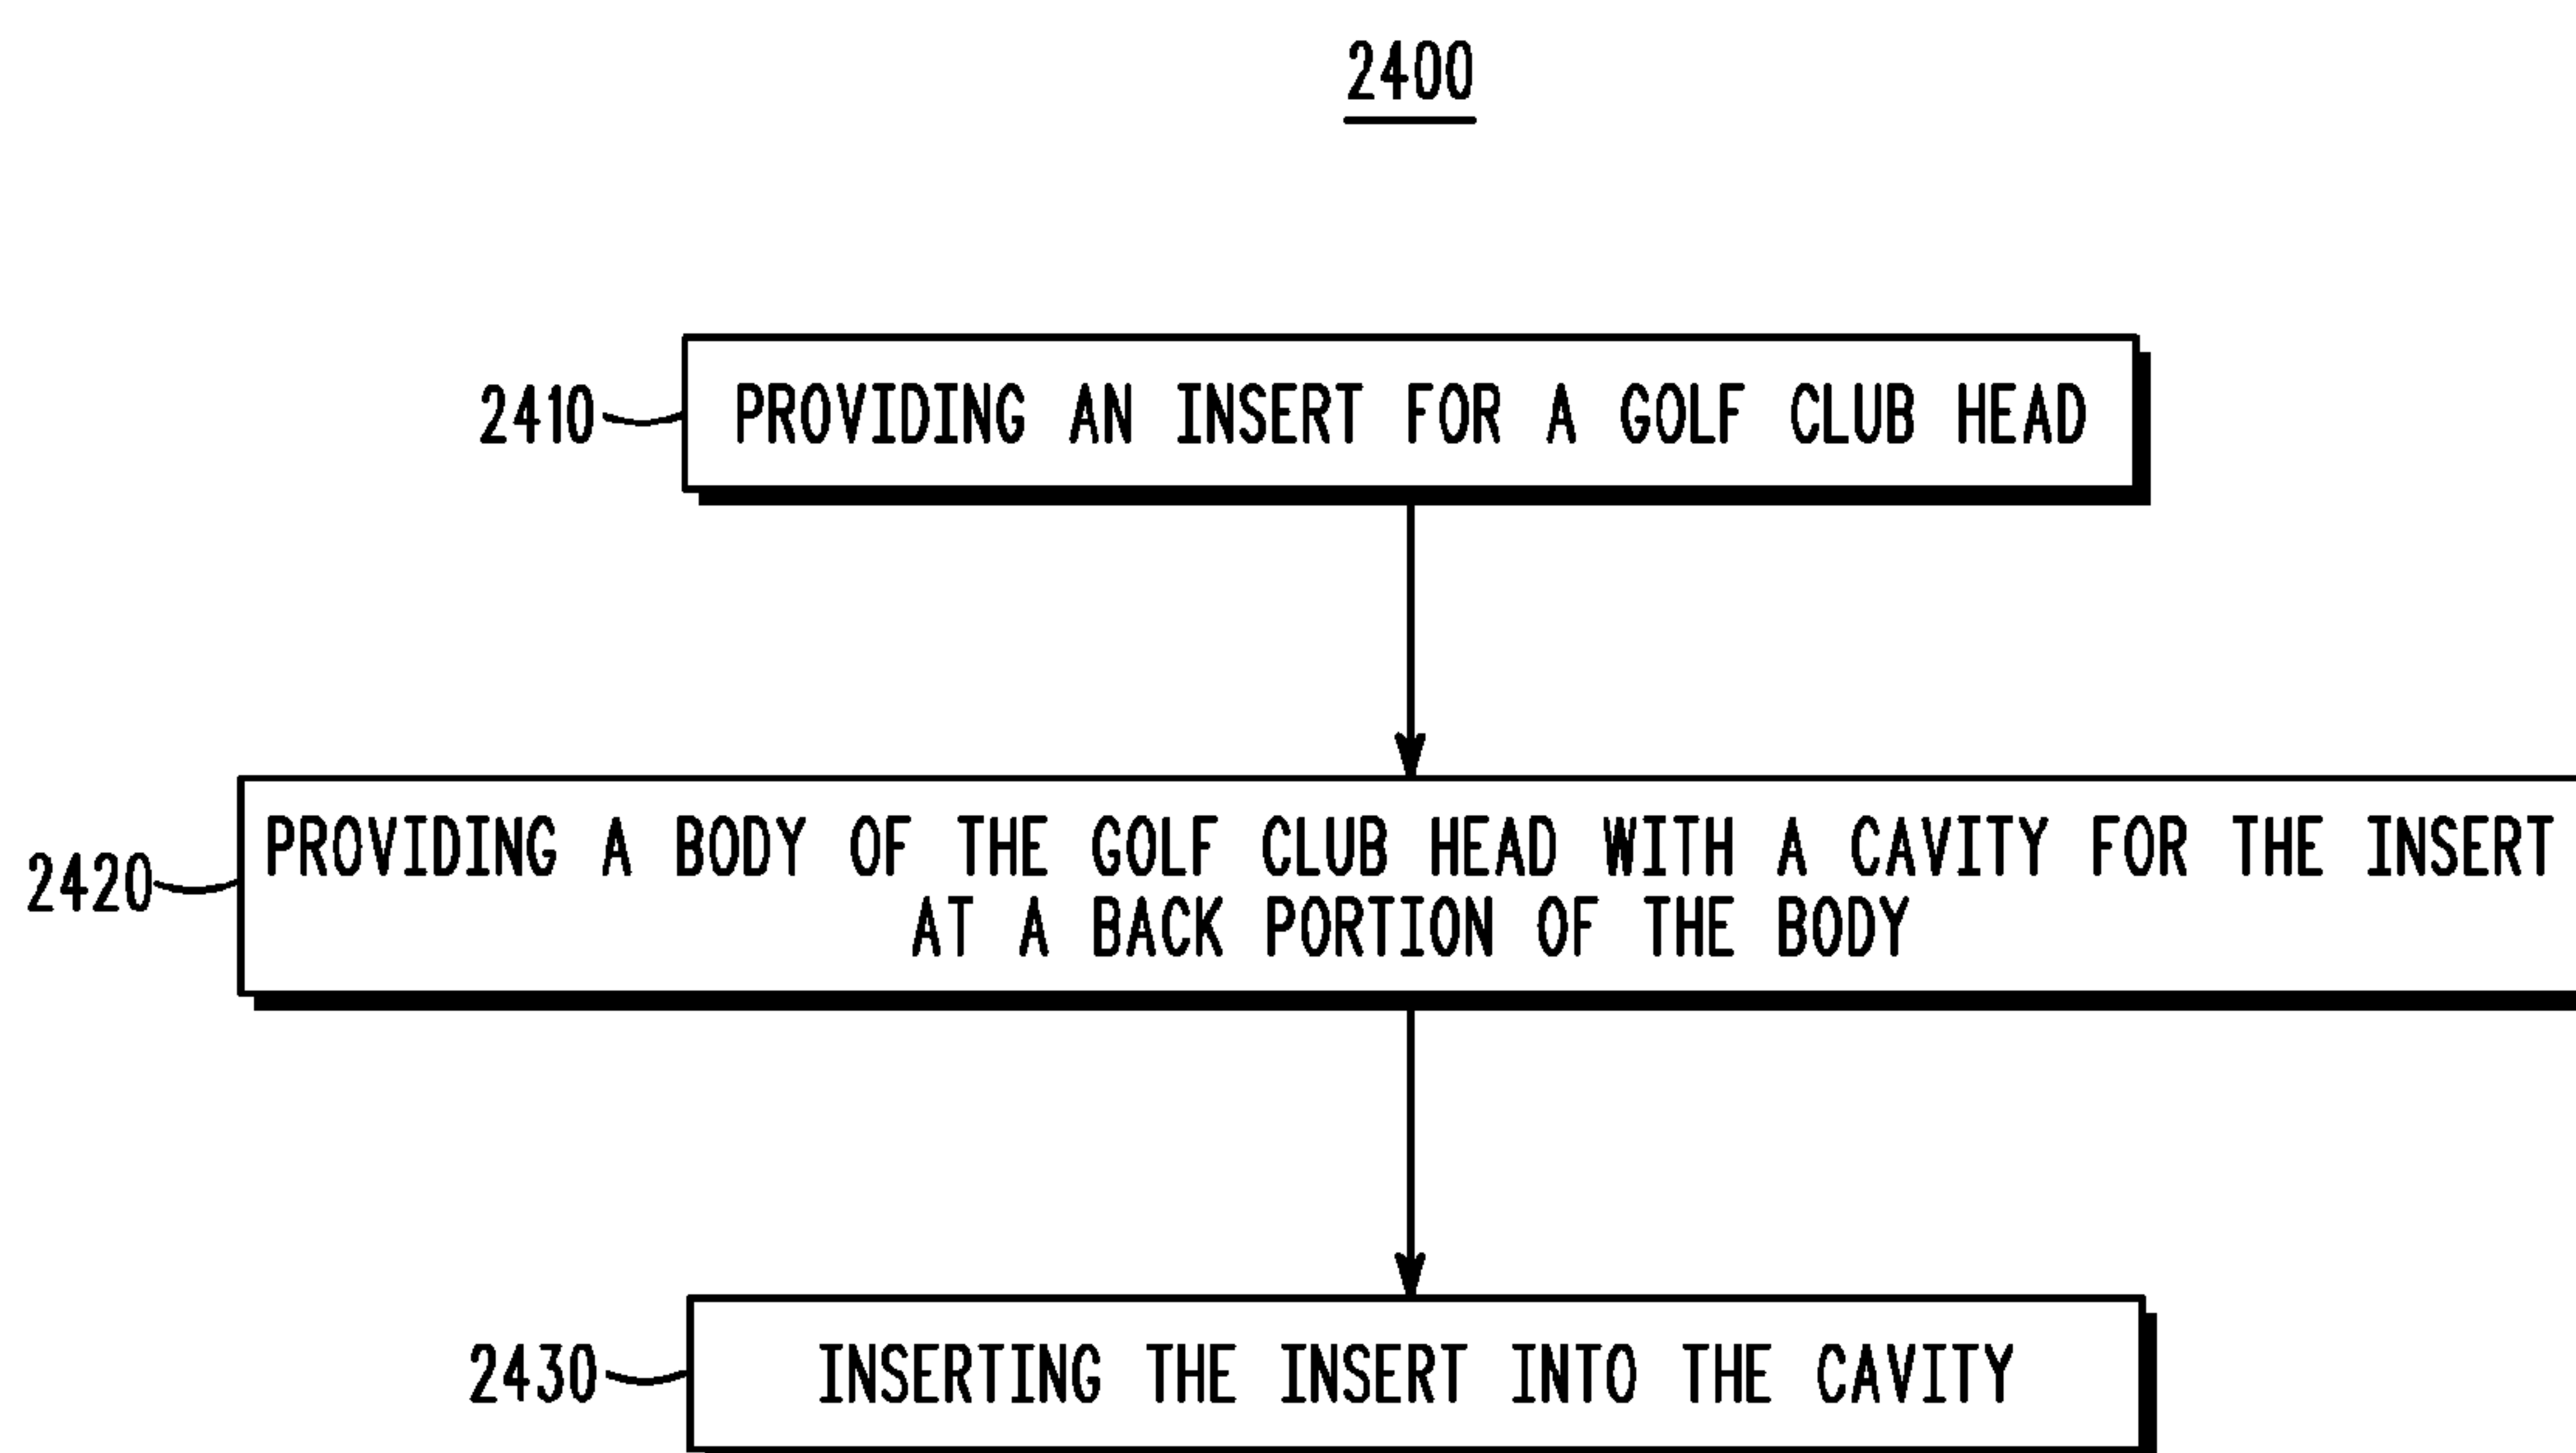 2400
2410
PROVIDING AN INSERT FOR A GOLF CLUB HEAD
2420
PROVIDING A BODY OF THE GOLF CLUB HEAD WITH A CAVITY FOR THE INSERT
AT A BACK PORTION OF THE BODY
2430
INSERTING THE INSERT INTO THE CAVITY